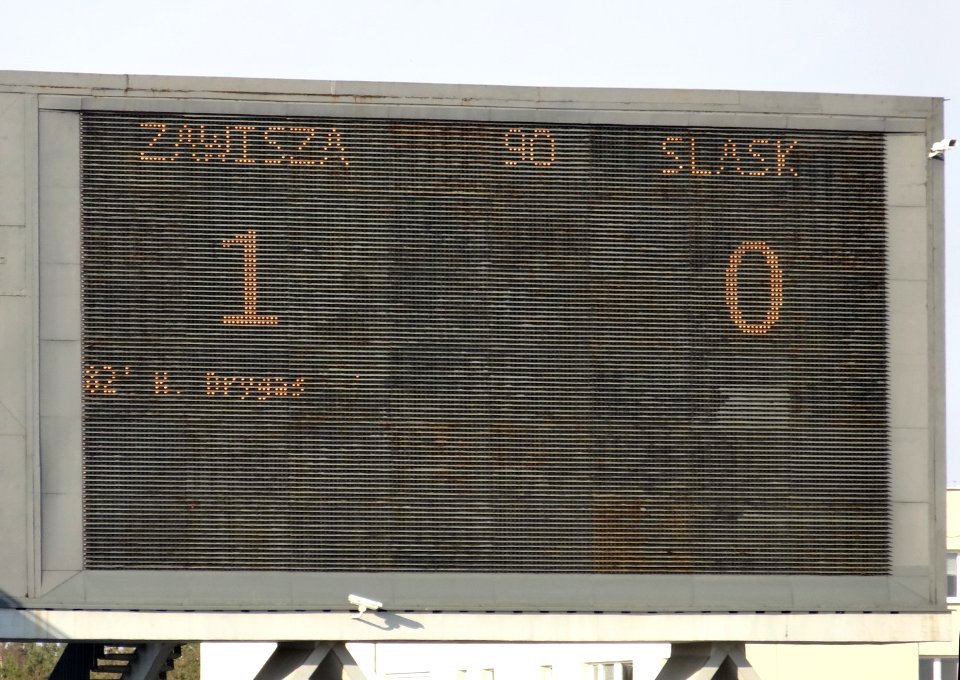 ZAWISZA 90 SLASK
1 0
82' K. Drygas